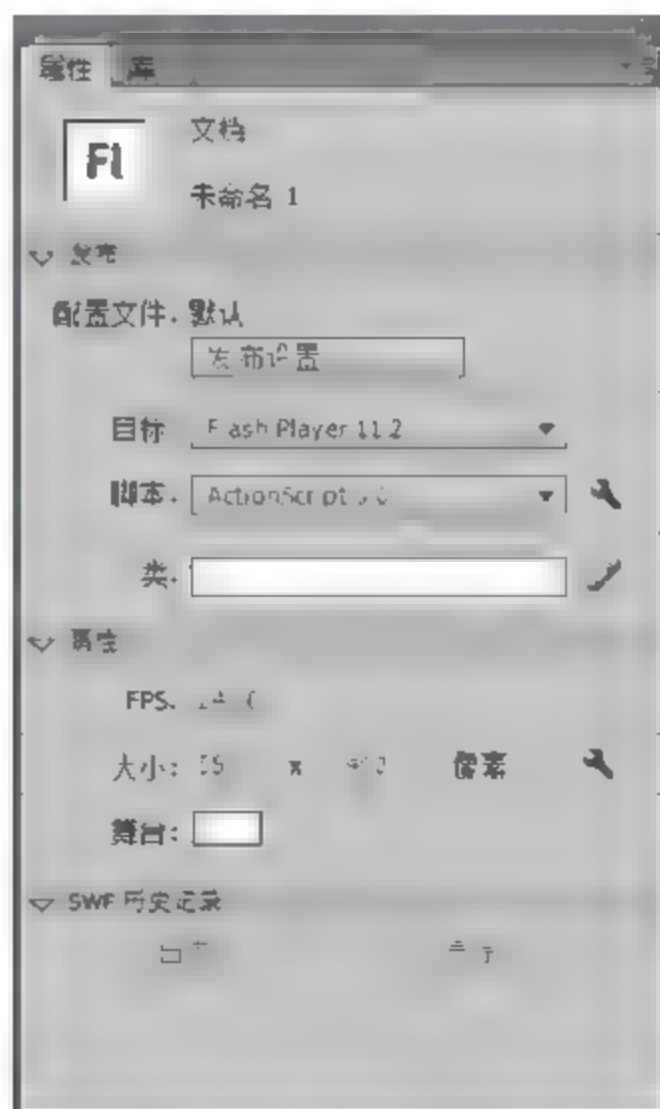 属性 库
Fl
文档
未命名 1
发布
配置文件: 默认
发布设置
目标 Flash Player 11.2
脚本: ActionScript
类:
属性
FPS:
大小: x 像素
舞台:
SWF 历史记录